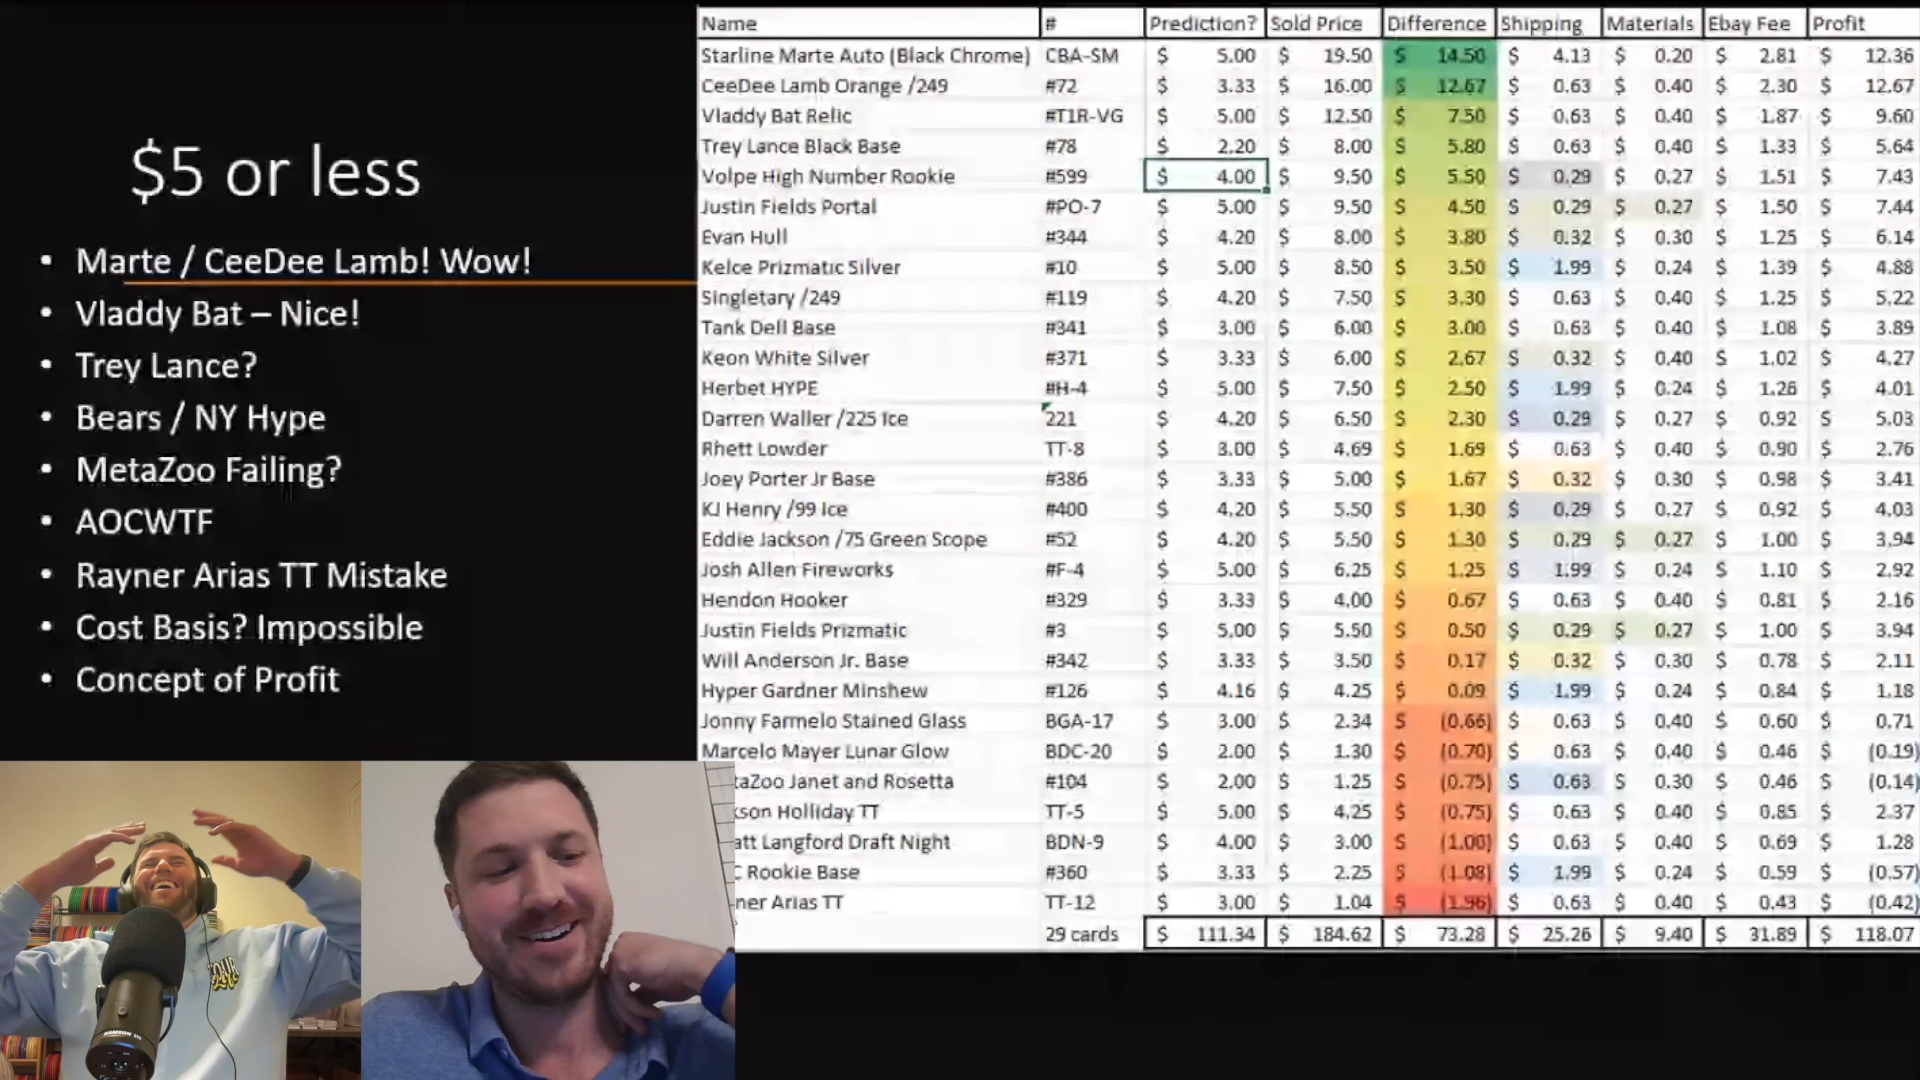 $5 or less
• Marte / CeeDee Lamb! Wow!
• Vladdy Bat – Nice!
• Trey Lance?
• Bears / NY Hype
• MetaZoo Failing?
• AOCWTF
• Rayner Arias TT Mistake
• Cost Basis? Impossible
• Concept of Profit
Name # Prediction? Sold Price Difference Shipping Materials Ebay Fee Profit
Starline Marte Auto (Black Chrome) CBA-SM $ 5.00 $ 19.50 $ 14.50 $ 4.13 $ 0.20 $ 2.81 $ 12.36
CeeDee Lamb Orange /249 #72 $ 3.33 $ 16.00 $ 12.67 $ 0.63 $ 0.40 $ 2.30 $ 12.67
Vladdy Bat Relic #T1R-VG $ 5.00 $ 12.50 $ 7.50 $ 0.63 $ 0.40 $ 1.87 $ 9.60
Trey Lance Black Base #78 $ 2.20 $ 8.00 $ 5.80 $ 0.63 $ 0.40 $ 1.33 $ 5.64
Volpe High Number Rookie #599 $ 4.00 $ 9.50 $ 5.50 $ 0.29 $ 0.27 $ 1.51 $ 7.43
Justin Fields Portal #PO-7 $ 5.00 $ 9.50 $ 4.50 $ 0.29 $ 0.27 $ 1.50 $ 7.44
Evan Hull #344 $ 4.20 $ 8.00 $ 3.80 $ 0.32 $ 0.30 $ 1.25 $ 6.14
Kelce Prizmatic Silver #10 $ 5.00 $ 8.50 $ 3.50 $ 1.99 $ 0.24 $ 1.39 $ 4.88
Singletary /249 #119 $ 4.20 $ 7.50 $ 3.30 $ 0.63 $ 0.40 $ 1.25 $ 5.22
Tank Dell Base #341 $ 3.00 $ 6.00 $ 3.00 $ 0.63 $ 0.40 $ 1.08 $ 3.89
Keon White Silver #371 $ 3.33 $ 6.00 $ 2.67 $ 0.32 $ 0.40 $ 1.02 $ 4.27
Herbet HYPE #H-4 $ 5.00 $ 7.50 $ 2.50 $ 1.99 $ 0.24 $ 1.26 $ 4.01
Darren Waller /225 Ice 221 $ 4.20 $ 6.50 $ 2.30 $ 0.29 $ 0.27 $ 0.92 $ 5.03
Rhett Lowder TT-8 $ 3.00 $ 4.69 $ 1.69 $ 0.63 $ 0.40 $ 0.90 $ 2.76
Joey Porter Jr Base #386 $ 3.33 $ 5.00 $ 1.67 $ 0.32 $ 0.30 $ 0.98 $ 3.41
KJ Henry /99 Ice #400 $ 4.20 $ 5.50 $ 1.30 $ 0.29 $ 0.27 $ 0.92 $ 4.03
Eddie Jackson /75 Green Scope #52 $ 4.20 $ 5.50 $ 1.30 $ 0.29 $ 0.27 $ 1.00 $ 3.94
Josh Allen Fireworks #F-4 $ 5.00 $ 6.25 $ 1.25 $ 1.99 $ 0.24 $ 1.10 $ 2.92
Hendon Hooker #329 $ 3.33 $ 4.00 $ 0.67 $ 0.63 $ 0.40 $ 0.81 $ 2.16
Justin Fields Prizmatic #3 $ 5.00 $ 5.50 $ 0.50 $ 0.29 $ 0.27 $ 1.00 $ 3.94
Will Anderson Jr. Base #342 $ 3.33 $ 3.50 $ 0.17 $ 0.32 $ 0.30 $ 0.78 $ 2.11
Hyper Gardner Minshew #126 $ 4.16 $ 4.25 $ 0.09 $ 1.99 $ 0.24 $ 0.84 $ 1.18
Jonny Farmelo Stained Glass BGA-17 $ 3.00 $ 2.34 $ (0.66) $ 0.63 $ 0.40 $ 0.60 $ 0.71
Marcelo Mayer Lunar Glow BDC-20 $ 2.00 $ 1.30 $ (0.70) $ 0.63 $ 0.40 $ 0.46 $ (0.19)
taZoo Janet and Rosetta #104 $ 2.00 $ 1.25 $ (0.75) $ 0.63 $ 0.30 $ 0.46 $ (0.14)
kson Holliday TT TT-5 $ 5.00 $ 4.25 $ (0.75) $ 0.63 $ 0.40 $ 0.85 $ 2.37
att Langford Draft Night BDN-9 $ 4.00 $ 3.00 $ (1.00) $ 0.63 $ 0.40 $ 0.69 $ 1.28
C Rookie Base #360 $ 3.33 $ 2.25 $ (1.08) $ 1.99 $ 0.24 $ 0.59 $ (0.57)
ner Arias TT TT-12 $ 3.00 $ 1.04 $ (1.96) $ 0.63 $ 0.40 $ 0.43 $ (0.42)
29 cards $ 111.34 $ 184.62 $ 73.28 $ 25.26 $ 9.40 $ 31.89 $ 118.07
SAMSON